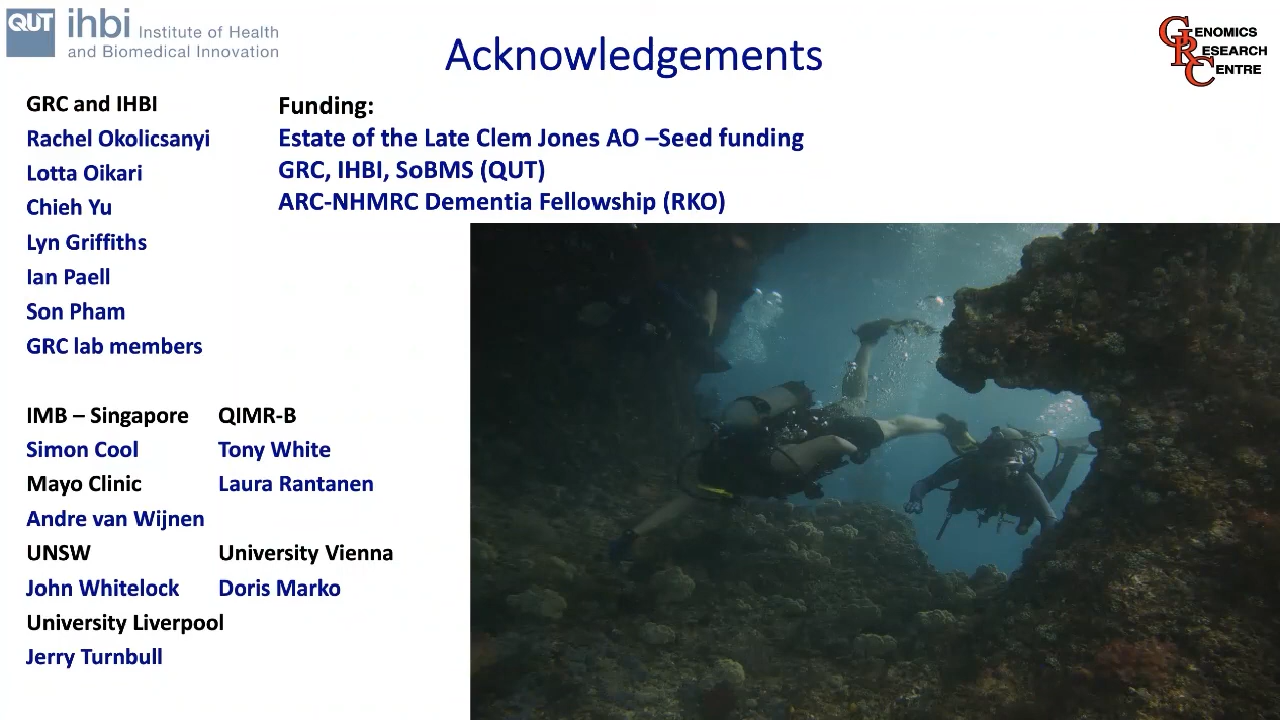 QUT ihbi Institute of Health
and Biomedical Innovation
Acknowledgements
GENOMICS
RESEARCH
CENTRE
GRC and IHBI
Rachel Okolicsanyi
Lotta Oikari
Chieh Yu
Lyn Griffiths
Ian Paell
Son Pham
GRC lab members
Funding:
Estate of the Late Clem Jones AO –Seed funding
GRC, IHBI, SoBMS (QUT)
ARC-NHMRC Dementia Fellowship (RKO)
IMB – Singapore QIMR-B
Simon Cool Tony White
Mayo Clinic Laura Rantanen
Andre van Wijnen
UNSW University Vienna
John Whitelock Doris Marko
University Liverpool
Jerry Turnbull